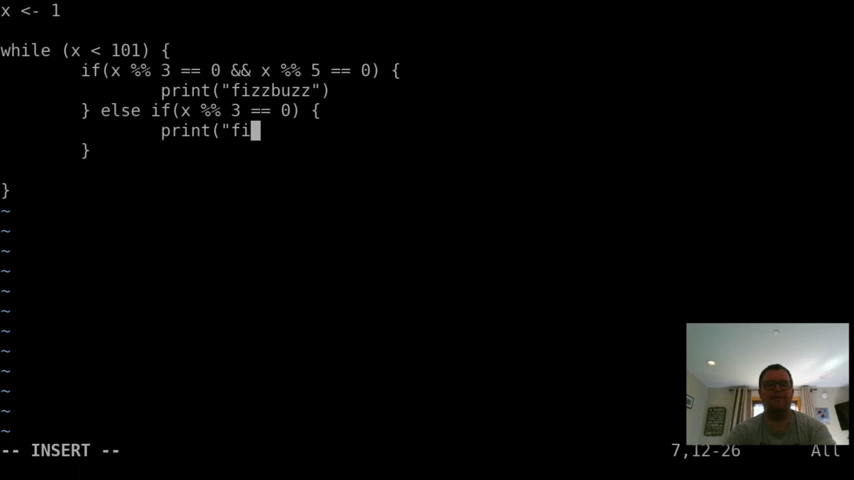 x <- 1
while (x < 101) {
if(x %% 3 == 0 && x %% 5 == 0) {
print("fizzbuzz")
} else if(x %% 3 == 0) {
print("fi
}
}
~
~
~
~
~
~
~
~
~
~
~
~
-- INSERT -- 7,12-26 All